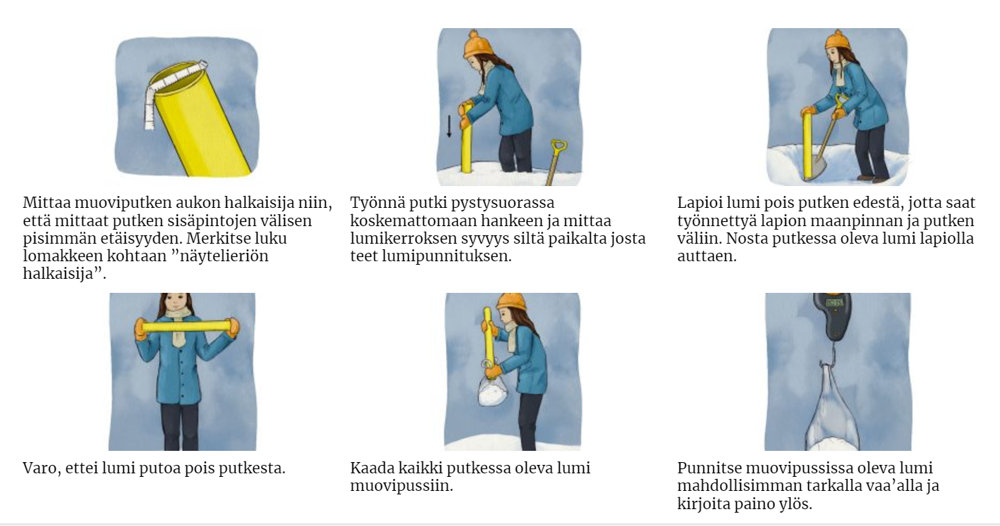 Mittaa muoviputken aukon halkaisija niin,
että mittaat putken sisäpintojen välisen
pisimmän etäisyyden. Merkitse luku
lomakkeen kohtaan ”näytelieriön
halkaisija”.
Työnnä putki pystysuorassa
koskemattomaan hankeen ja mittaa
lumikerroksen syvyys siltä paikalta josta
teet lumipunnituksen.
Lapioi lumi pois putken edestä, jotta saat
työnnettyä lapion maanpinnan ja putken
väliin. Nosta putkessa oleva lumi lapiolla
auttaen.
Varo, ettei lumi putoa pois putkesta.
Kaada kaikki putkessa oleva lumi
muovipussiin.
Punnitse muovipussissa oleva lumi
mahdollisimman tarkalla vaa’alla ja
kirjoita paino ylös.